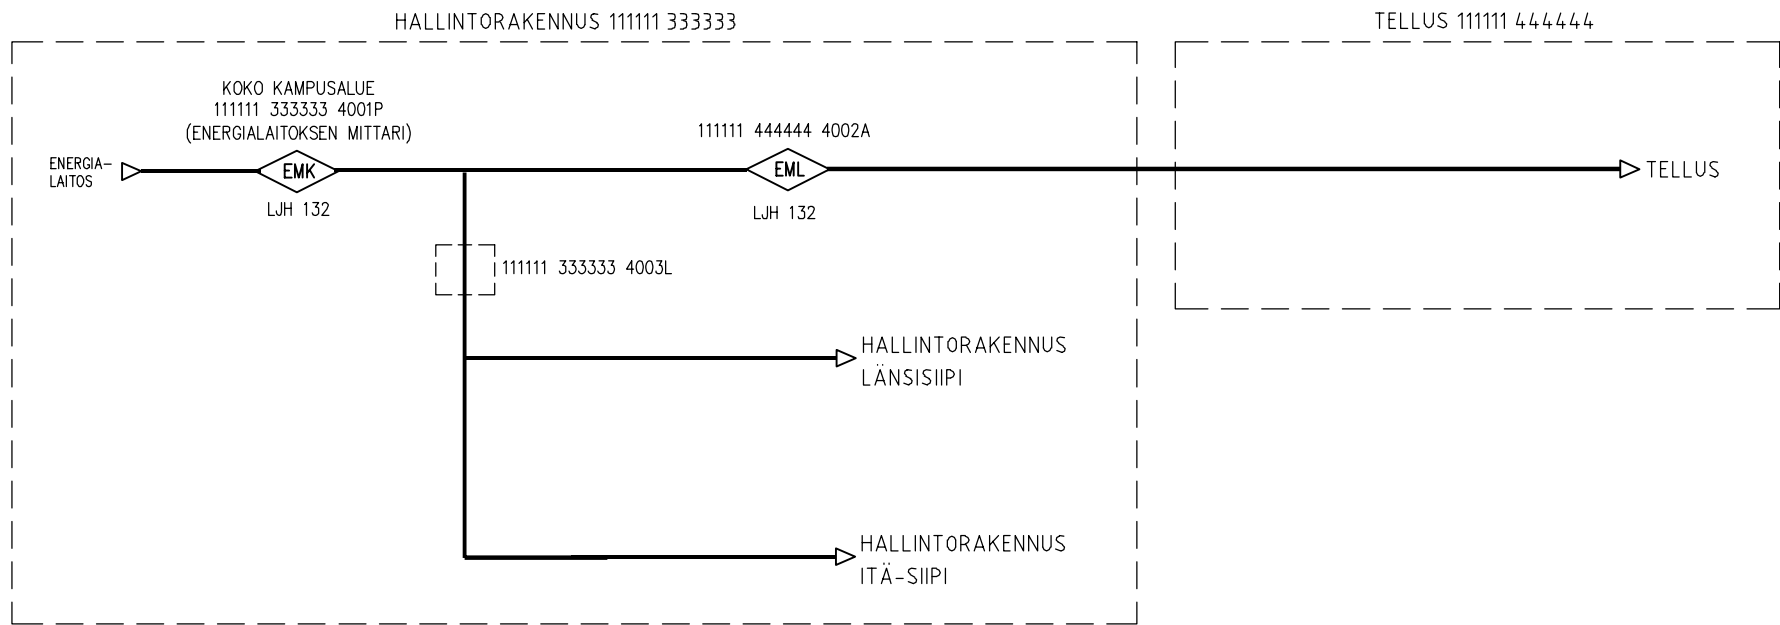 HALLINTORAKENNUS 111111 333333
TELLUS 111111 444444
KOKO KAMPUSALUE
111111 333333 4001P
(ENERGIALAITOKSEN MITTARI)
111111 444444 4002A
ENERGIA-
LAITOS
EMK
EML
TELLUS
LJH 132
LJH 132
111111 333333 4003L
HALLINTORAKENNUS
LÄNSISIIPI
HALLINTORAKENNUS
ITÄ-SIIPI